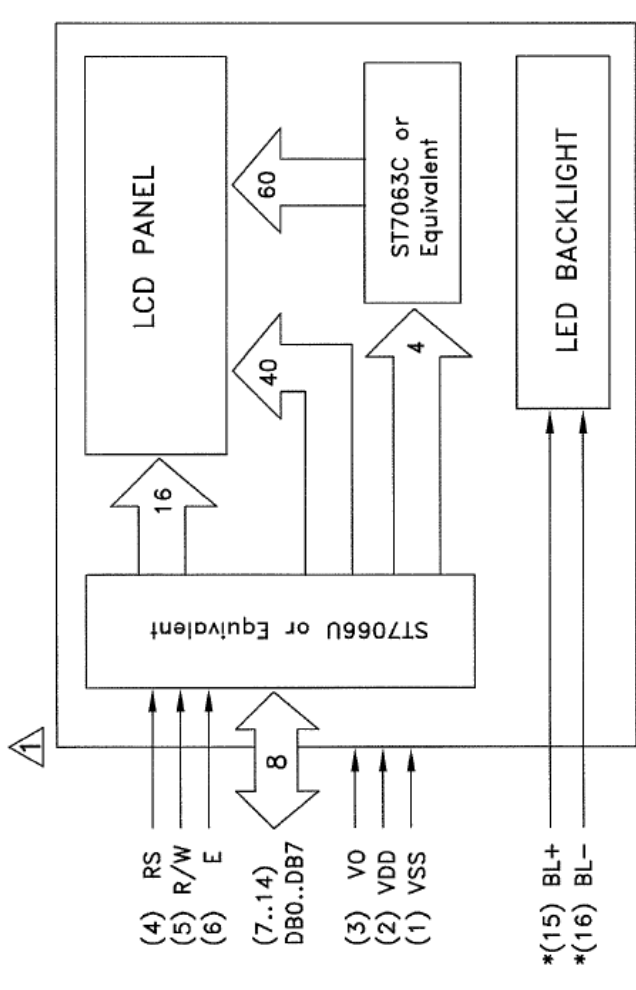 1
(4) RS
(5) R/W
(6) E
(7..14)
DB0..DB7
8
(3) VO
(2) VDD
(1) VSS
*(15) BL+
*(16) BL-
ST7066U or Equivalent
16
40
4
60
LCD PANEL
ST7063C or
Equivalent
LED BACKLIGHT